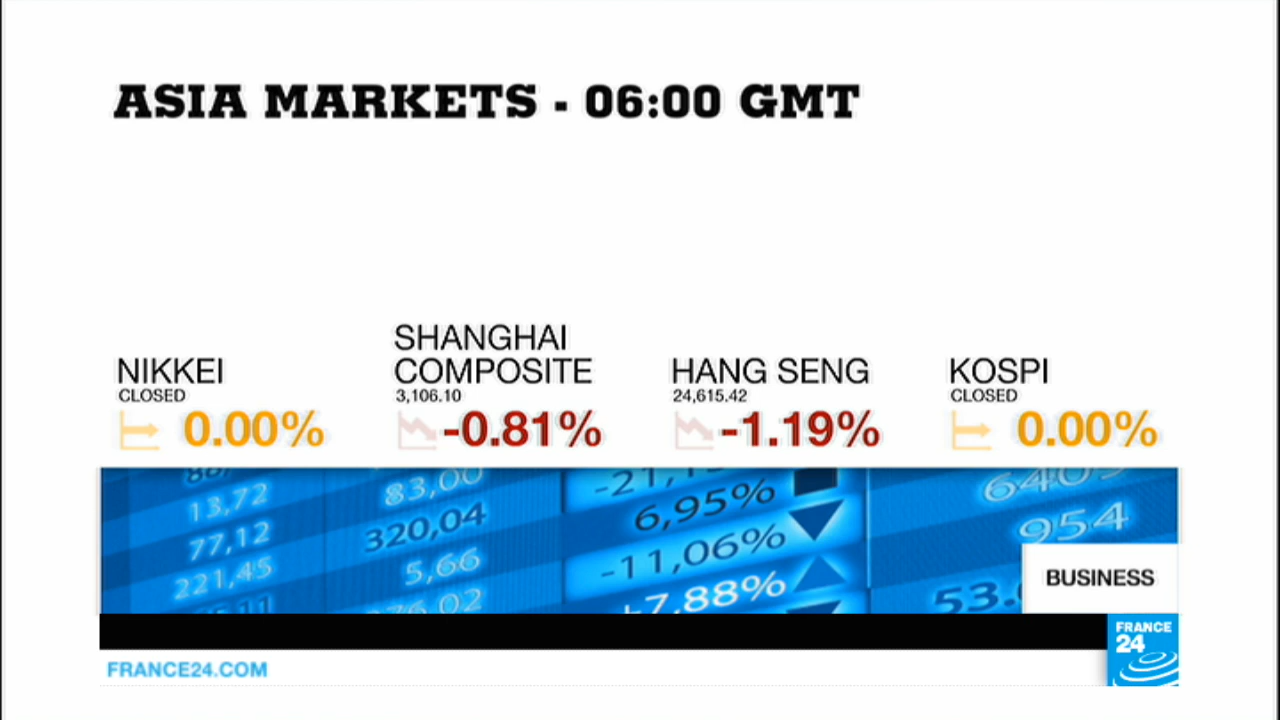 ASIA MARKETS - 06:00 GMT
NIKKEI
CLOSED
0.00%
SHANGHAI
COMPOSITE
3,106.10
-0.81%
HANG SENG
24,615.42
-1.19%
KOSPI
CLOSED
0.00%
13,72
77,12
221,45
83,00
320,04
5,66
6,95%
-11,06%
+7,88%
954
BUSINESS
FRANCE
24
FRANCE24.COM